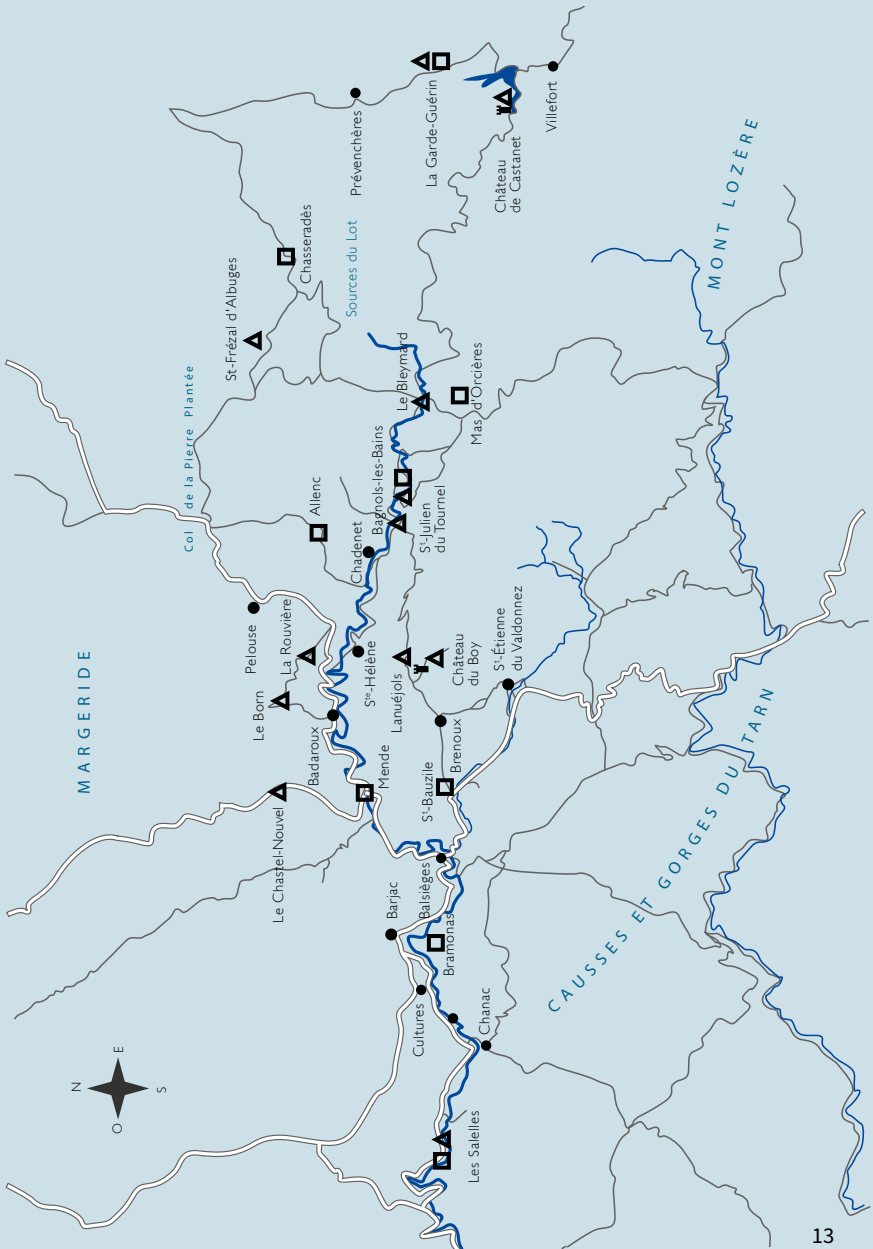 MARGERIDE
Col de la Pierre Plantée
St-Frézal d'Albuges
Chasseradès
Prévenchères
Sources du Lot
La Garde-Guérin
Château
de Castanet
Villefort
MONT LOZÈRE
Le Bleymard
Mas d'Orcières
Allenc
Bagnols-les-Bains
Sᵗ-Julien
du Tournel
Chadenet
Pelouse
La Rouvière
Le Born
Sᵗᵉ-Hélène
Badaroux
Lanuéjols
Château
du Boy
Sᵗ-Étienne
du Valdonnez
Brenoux
Sᵗ-Bauzile
Mende
Le Chastel-Nouvel
Balsièges
Barjac
Bramonas
Cultures
Chanac
Les Salelles
CAUSSES ET GORGES DU TARN
N
E
S
O
13